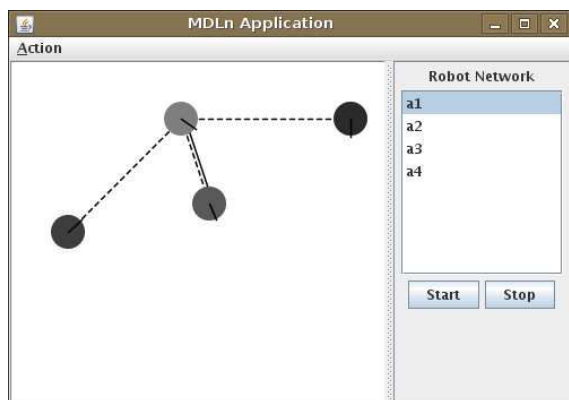 MDLn Application
Action
Robot Network
a1
a2
a3
a4
Start Stop